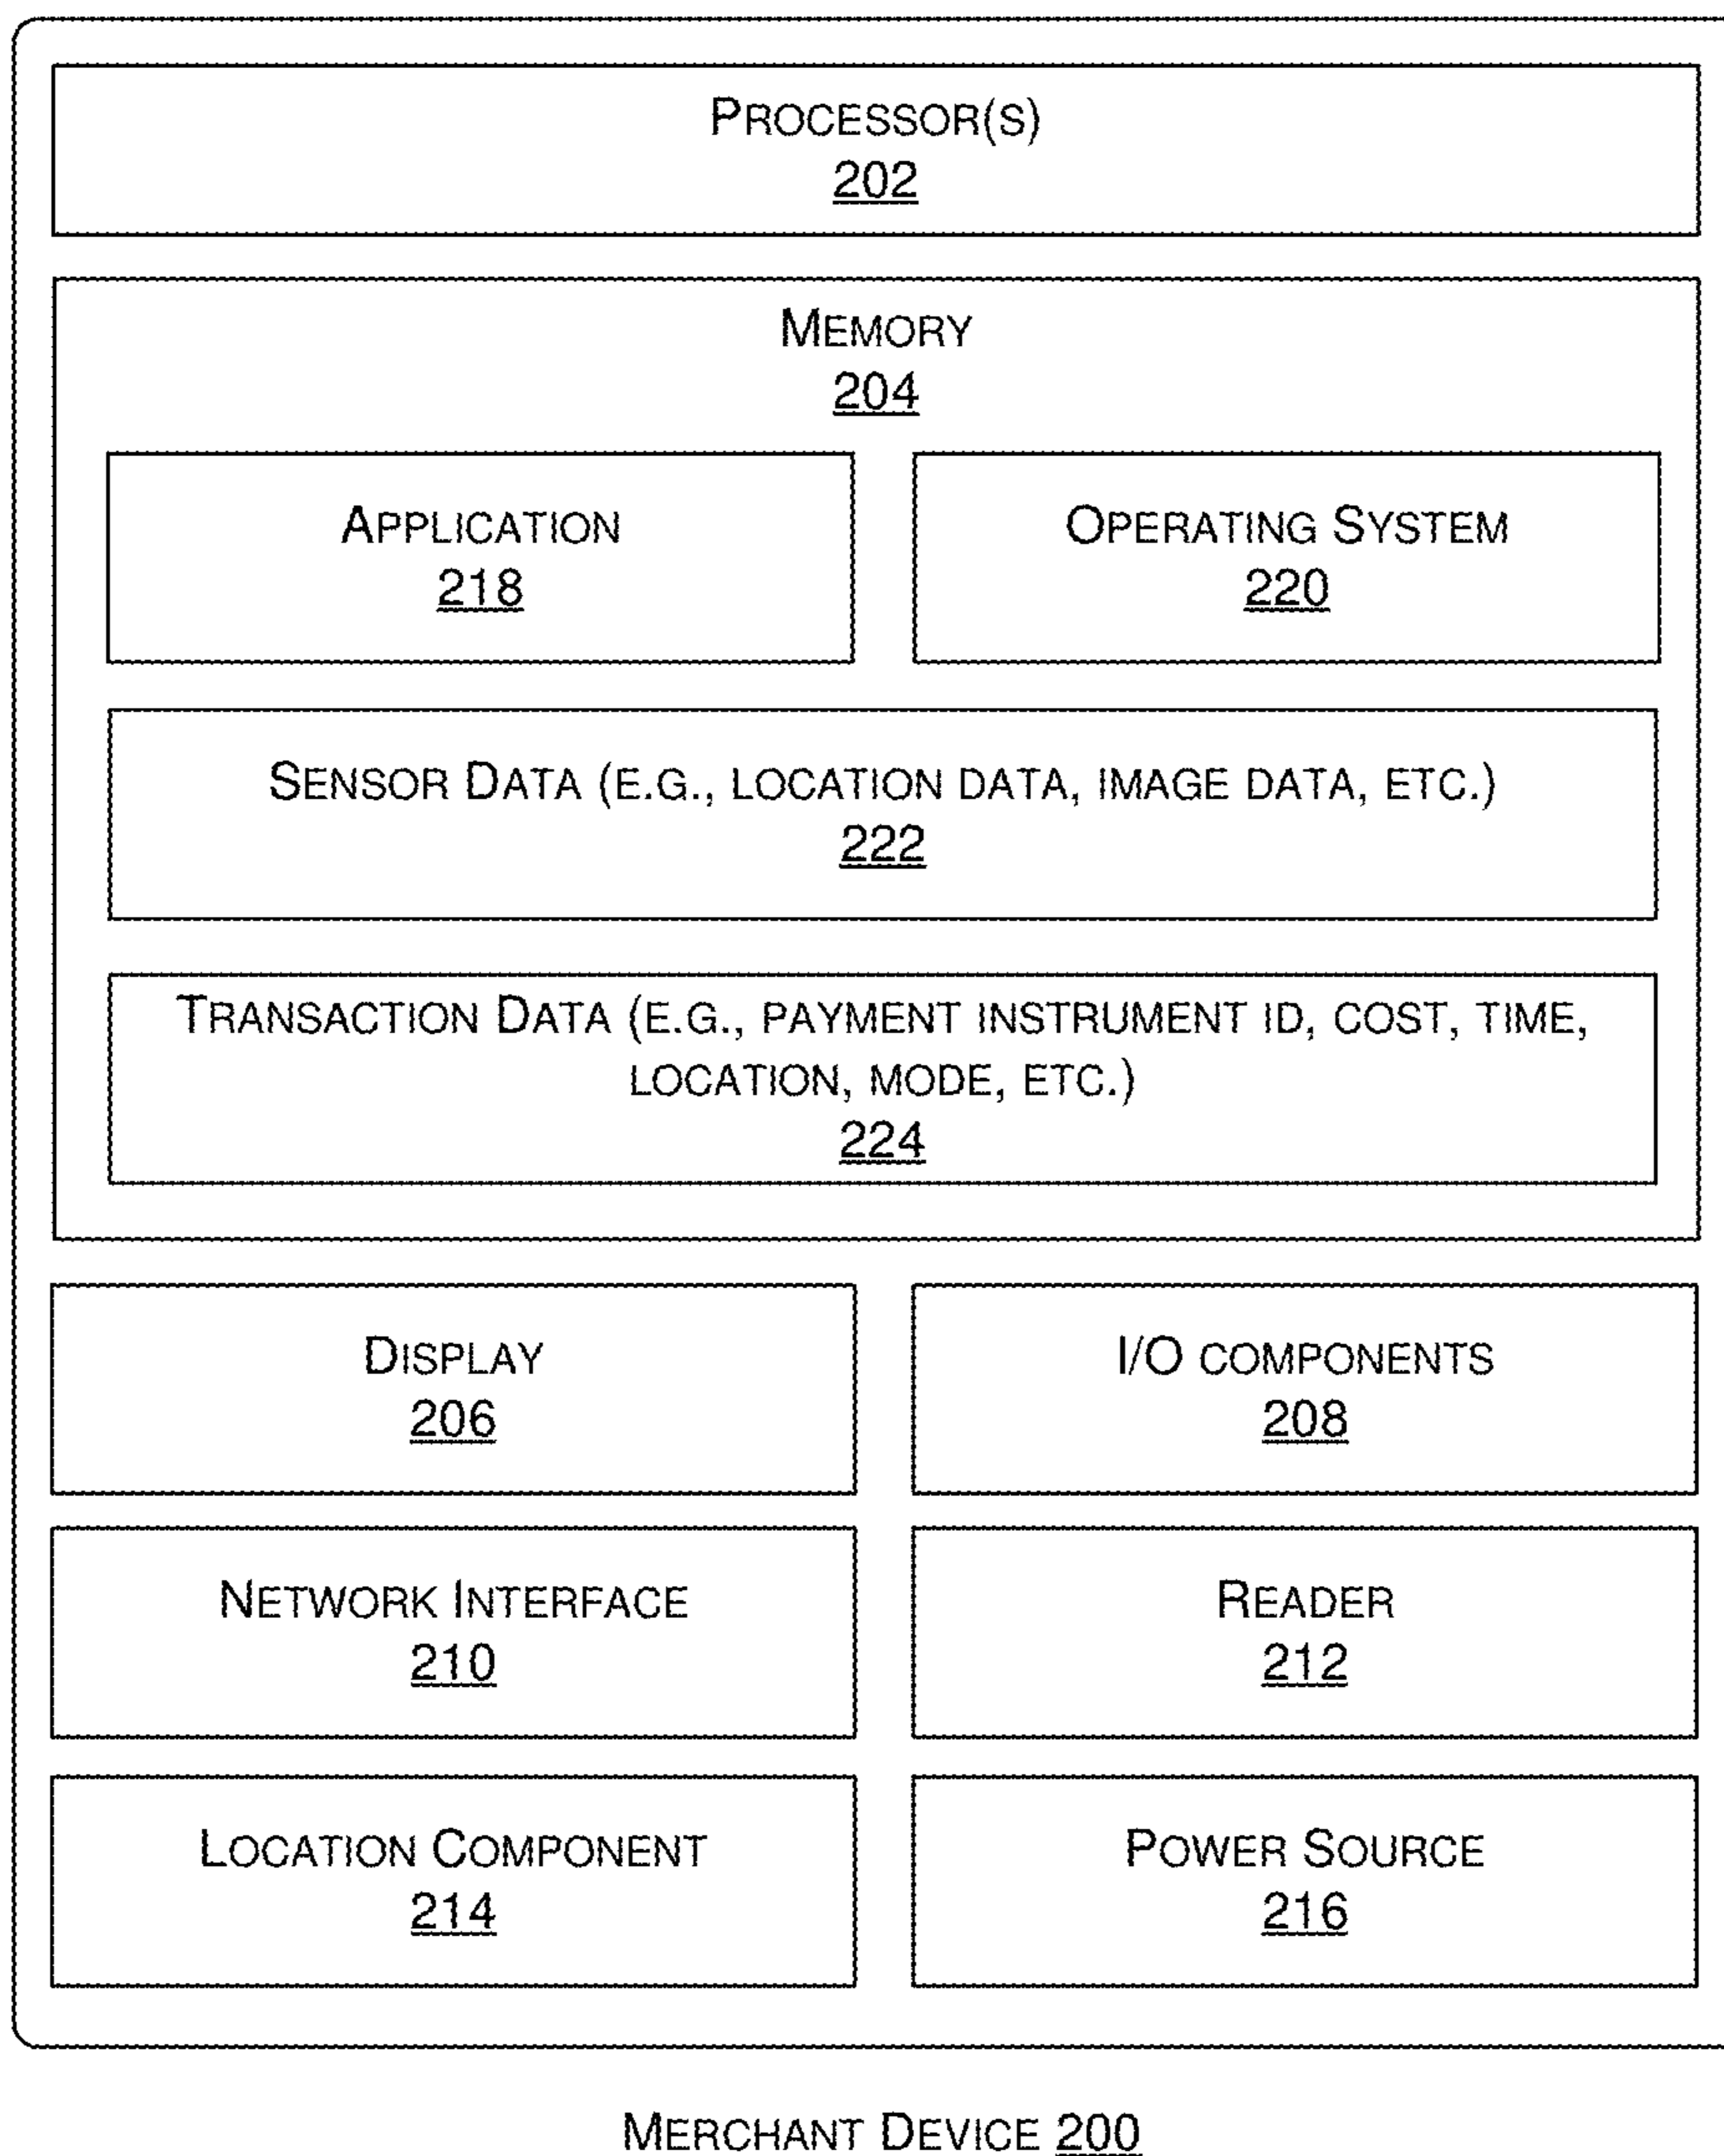 PROCESSOR(S)
202
MEMORY
204
APPLICATION
218
OPERATING SYSTEM
220
SENSOR DATA (E.G., LOCATION DATA, IMAGE DATA, ETC.)
222
TRANSACTION DATA (E.G., PAYMENT INSTRUMENT ID, COST, TIME,
LOCATION, MODE, ETC.)
224
DISPLAY
206
I/O COMPONENTS
208
NETWORK INTERFACE
210
READER
212
LOCATION COMPONENT
214
POWER SOURCE
216
MERCHANT DEVICE 200